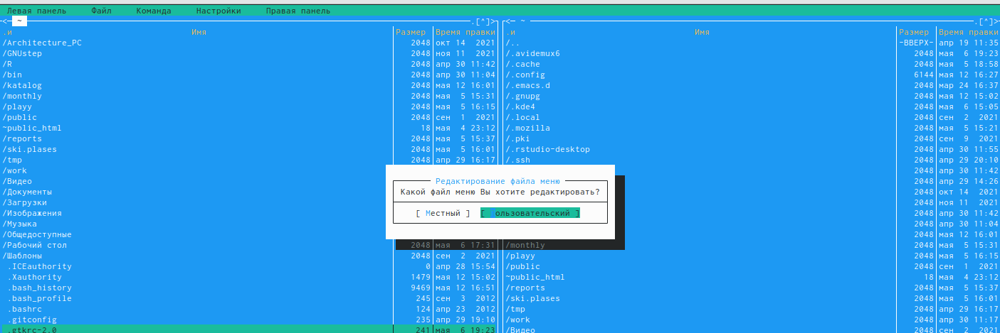 Левая панель Файл Команда Настройки Правая панель
<─ ~ .[^]> <─ ~ .[^]>
.и Имя Размер Время правки .и Имя Размер Время правки
/Architecture_PC 2048 окт 14 2021 /.. -ВВЕРХ- апр 19 11:35
/GNUstep 2048 ноя 11 2021 /.avidemux6 2048 мая 6 19:23
/R 2048 апр 30 11:42 /.cache 2048 мая 5 18:58
/bin 2048 апр 30 11:04 /.config 6144 мая 12 16:27
/katalog 2048 мая 12 16:01 /.emacs.d 2048 мар 24 16:37
/monthly 2048 мая 5 15:31 /.gnupg 2048 мая 12 15:02
/playy 2048 мая 5 16:15 /.kde4 2048 мая 6 15:05
/public 2048 сен 1 2021 /.local 2048 сен 2 2021
~public_html 18 мая 4 23:12 /.mozilla 2048 мая 5 15:21
/reports 2048 мая 5 15:37 /.pki 2048 сен 9 2021
/ski.plases 2048 мая 5 16:01 /.rstudio-desktop 2048 апр 30 11:55
/tmp 2048 апр 29 16:17 /.ssh 2048 апр 29 20:10
/work 2048 апр 30 11:42
/Видео Редактирование файла меню 2048 апр 29 14:26
/Документы Какой файл меню Вы хотите редактировать? 2048 окт 14 2021
/Загрузки 2048 ноя 11 2021
/Изображения [ Местный ] [ Пользовательский ] 2048 апр 30 11:42
/Музыка 2048 апр 30 11:04
/Общедоступные 2048 мая 12 16:01
/Рабочий стол 2048 мая 6 17:31 /monthly 2048 мая 5 15:31
/Шаблоны 2048 сен 2 2021 /playy 2048 мая 5 16:15
.ICEauthority 0 апр 28 15:54 /public 2048 сен 1 2021
.Xauthority 1479 мая 12 15:02 ~public_html 18 мая 4 23:12
.bash_history 9469 мая 12 16:51 /reports 2048 мая 5 15:37
.bash_profile 245 сен 3 2012 /ski.plases 2048 мая 5 16:01
.bashrc 124 апр 23 2012 /tmp 2048 апр 29 16:17
.gitconfig 235 апр 29 19:10 /work 2048 апр 30 11:42
.gtkrc-2.0 241 мая 6 19:23 /Видео 2048 сен 2 2021